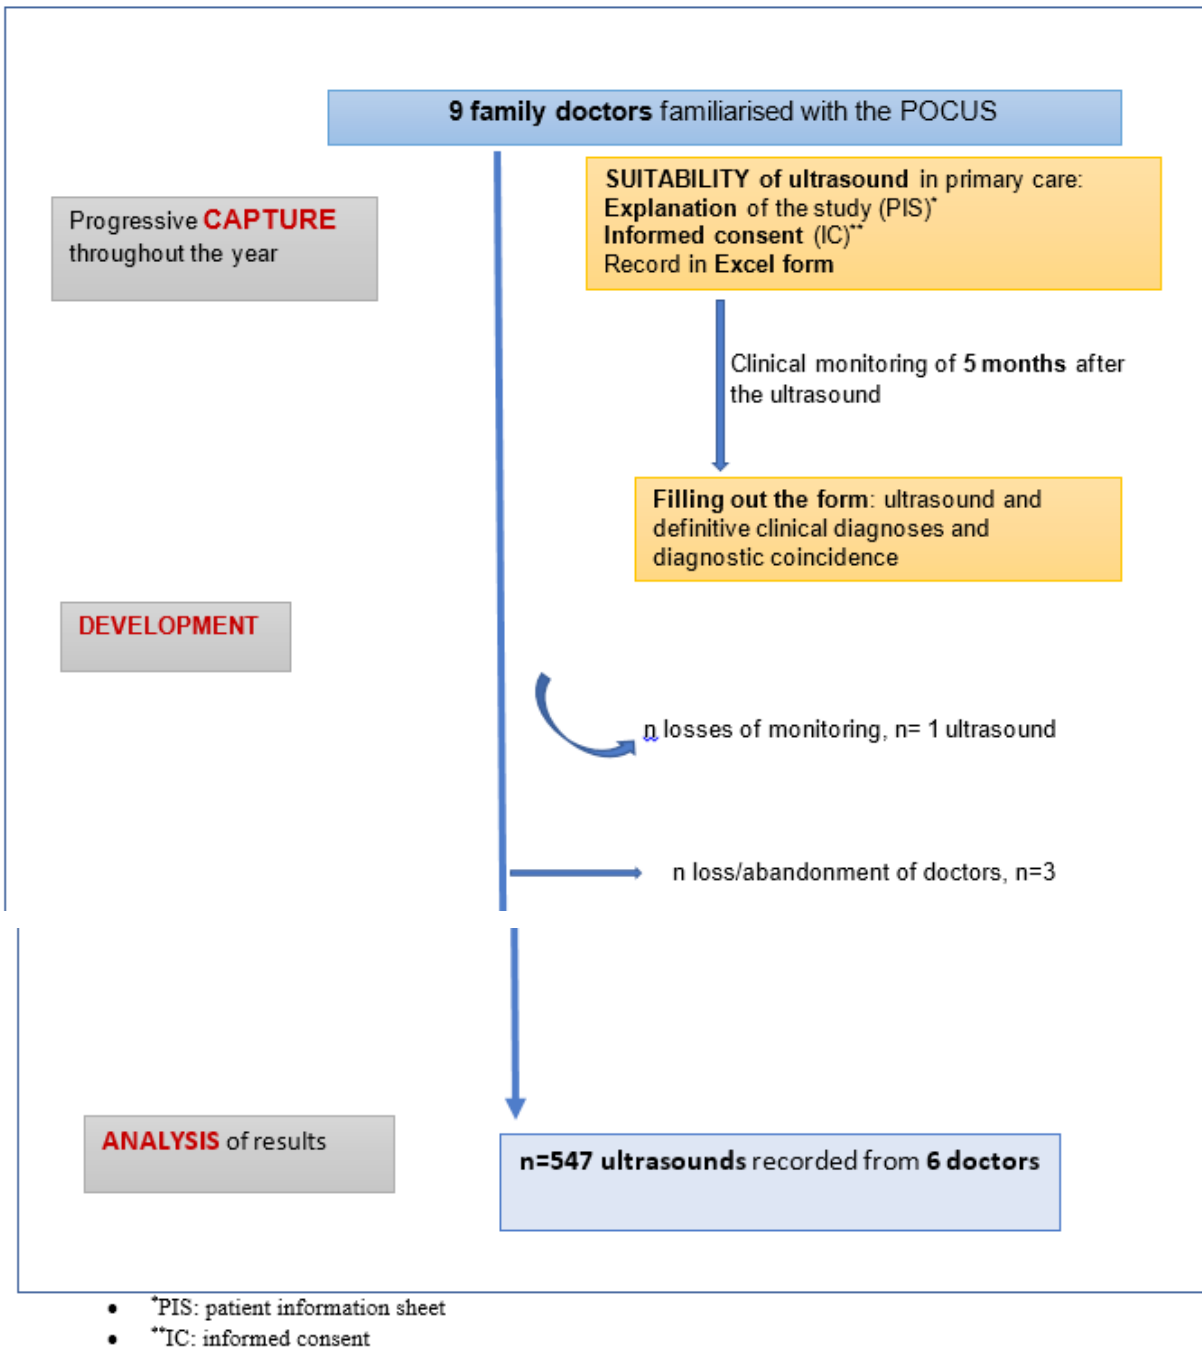 9 family doctors familiarised with the POCUS
Progressive CAPTURE
throughout the year
SUITABILITY of ultrasound in primary care:
Explanation of the study (PIS)*
Informed consent (IC)**
Record in Excel form
Clinical monitoring of 5 months after
the ultrasound
Filling out the form: ultrasound and
definitive clinical diagnoses and
diagnostic coincidence
DEVELOPMENT
n losses of monitoring, n= 1 ultrasound
n loss/abandonment of doctors, n=3
ANALYSIS of results
n=547 ultrasounds recorded from 6 doctors
• *PIS: patient information sheet
• **IC: informed consent